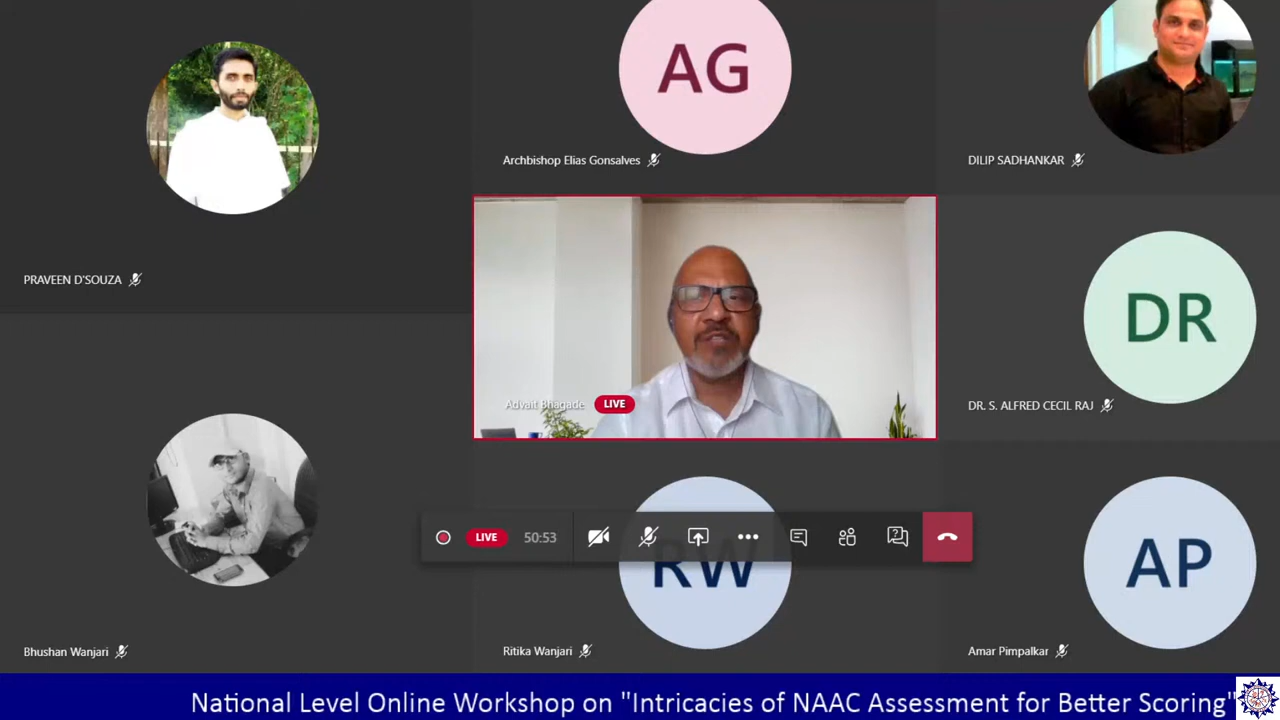 AG
Archbishop Elias Gonsalves
DILIP SADHANKAR
PRAVEEN D'SOUZA
Advait Bhagade
LIVE
DR
DR. S. ALFRED CECIL RAJ
LIVE
50:53
RW
AP
Bhushan Wanjari
Ritika Wanjari
Amar Pimpalkar
National Level Online Workshop on "Intricacies of NAAC Assessment for Better Scoring"